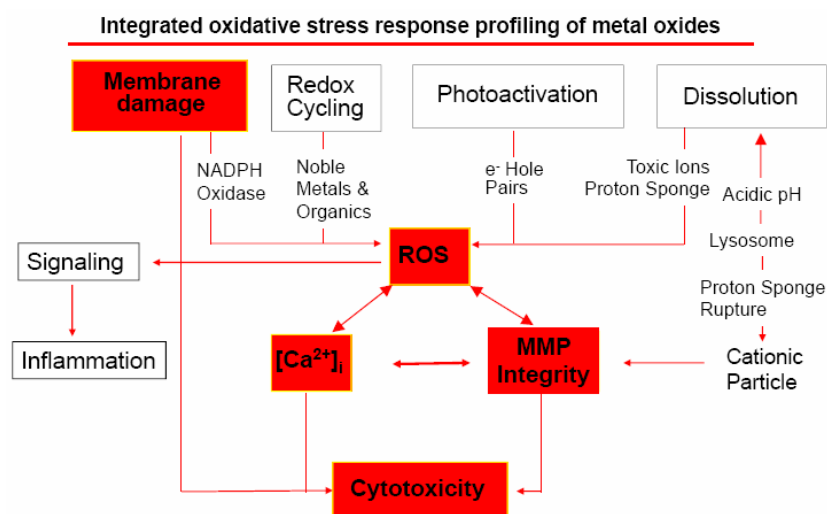 Integrated oxidative stress response profiling of metal oxides
Membrane
damage
Redox
Cycling
Photoactivation
Dissolution
NADPH
Oxidase
Noble
Metals &
Organics
e- Hole
Pairs
Toxic Ions
Proton Sponge
Acidic pH
Lysosome
Proton Sponge
Rupture
Signaling
ROS
Inflammation
[Ca²⁺]ᵢ
MMP
Integrity
Cationic
Particle
Cytotoxicity